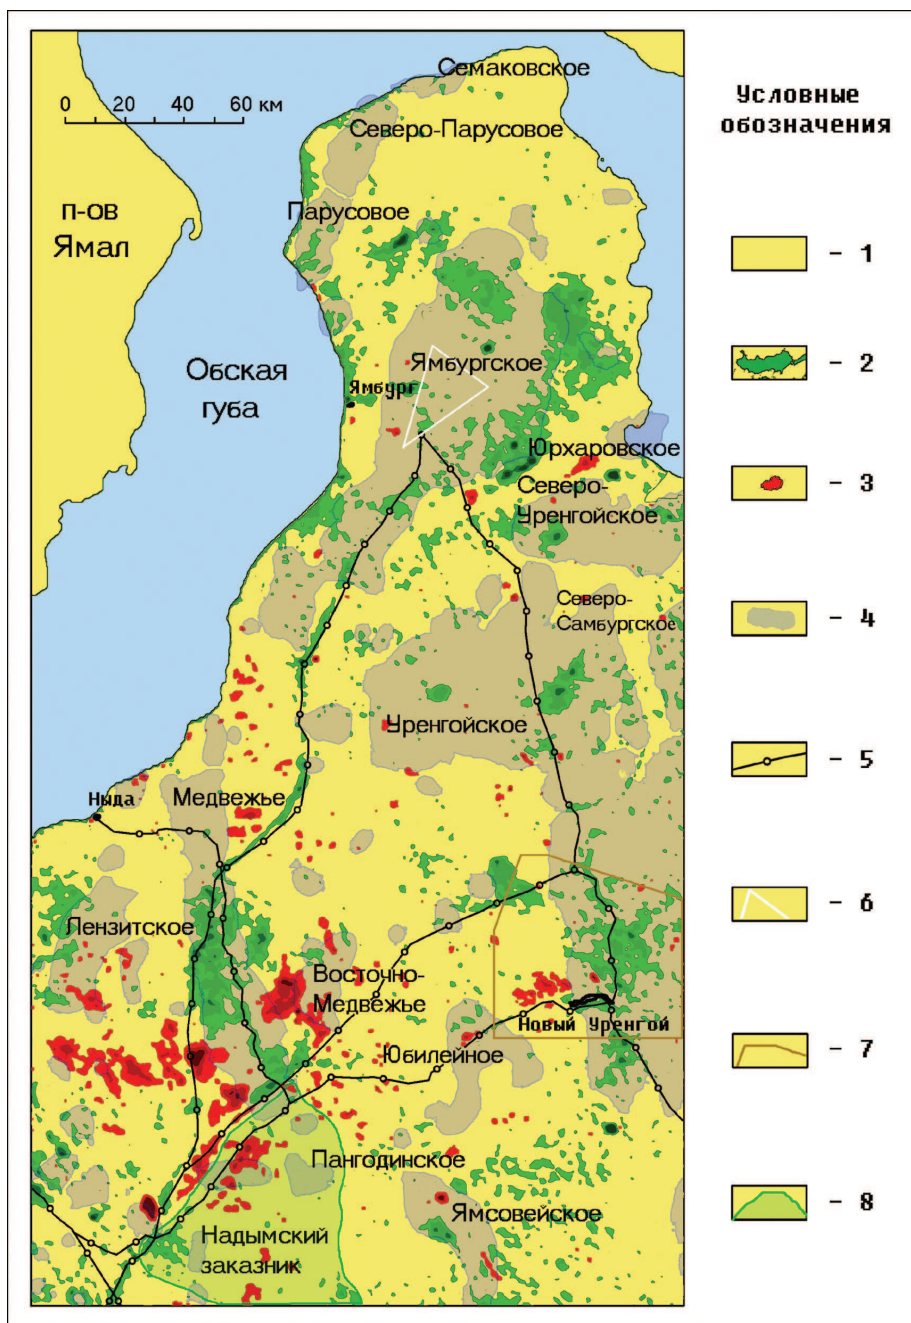 Семаковское
0 20 40 60 км
Северо-Парусовое
Парусовое
п-ов
Ямал
Обская
губа
Ямбургское
Ямбург
Юрхаровское
Северо-
Уренгойское
Северо-
Самбургское
Уренгойское
Ныда
Медвежье
Лензитское
Восточно-
Медвежье
Новый Уренгой
Юбилейное
Пангодинское
Ямсовейское
Надымский
заказник
Условные
обозначения
- 1
- 2
- 3
- 4
- 5
- 6
- 7
- 8